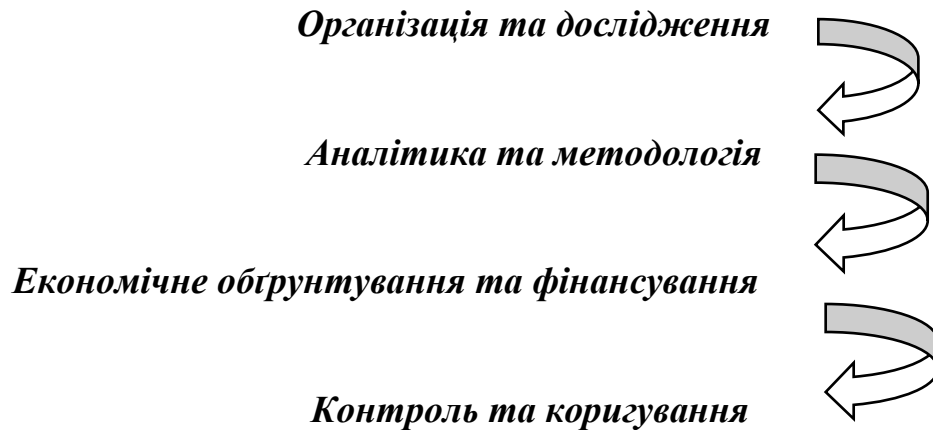 Організація та дослідження
Аналітика та методологія
Економічне обґрунтування та фінансування
Контроль та коригування